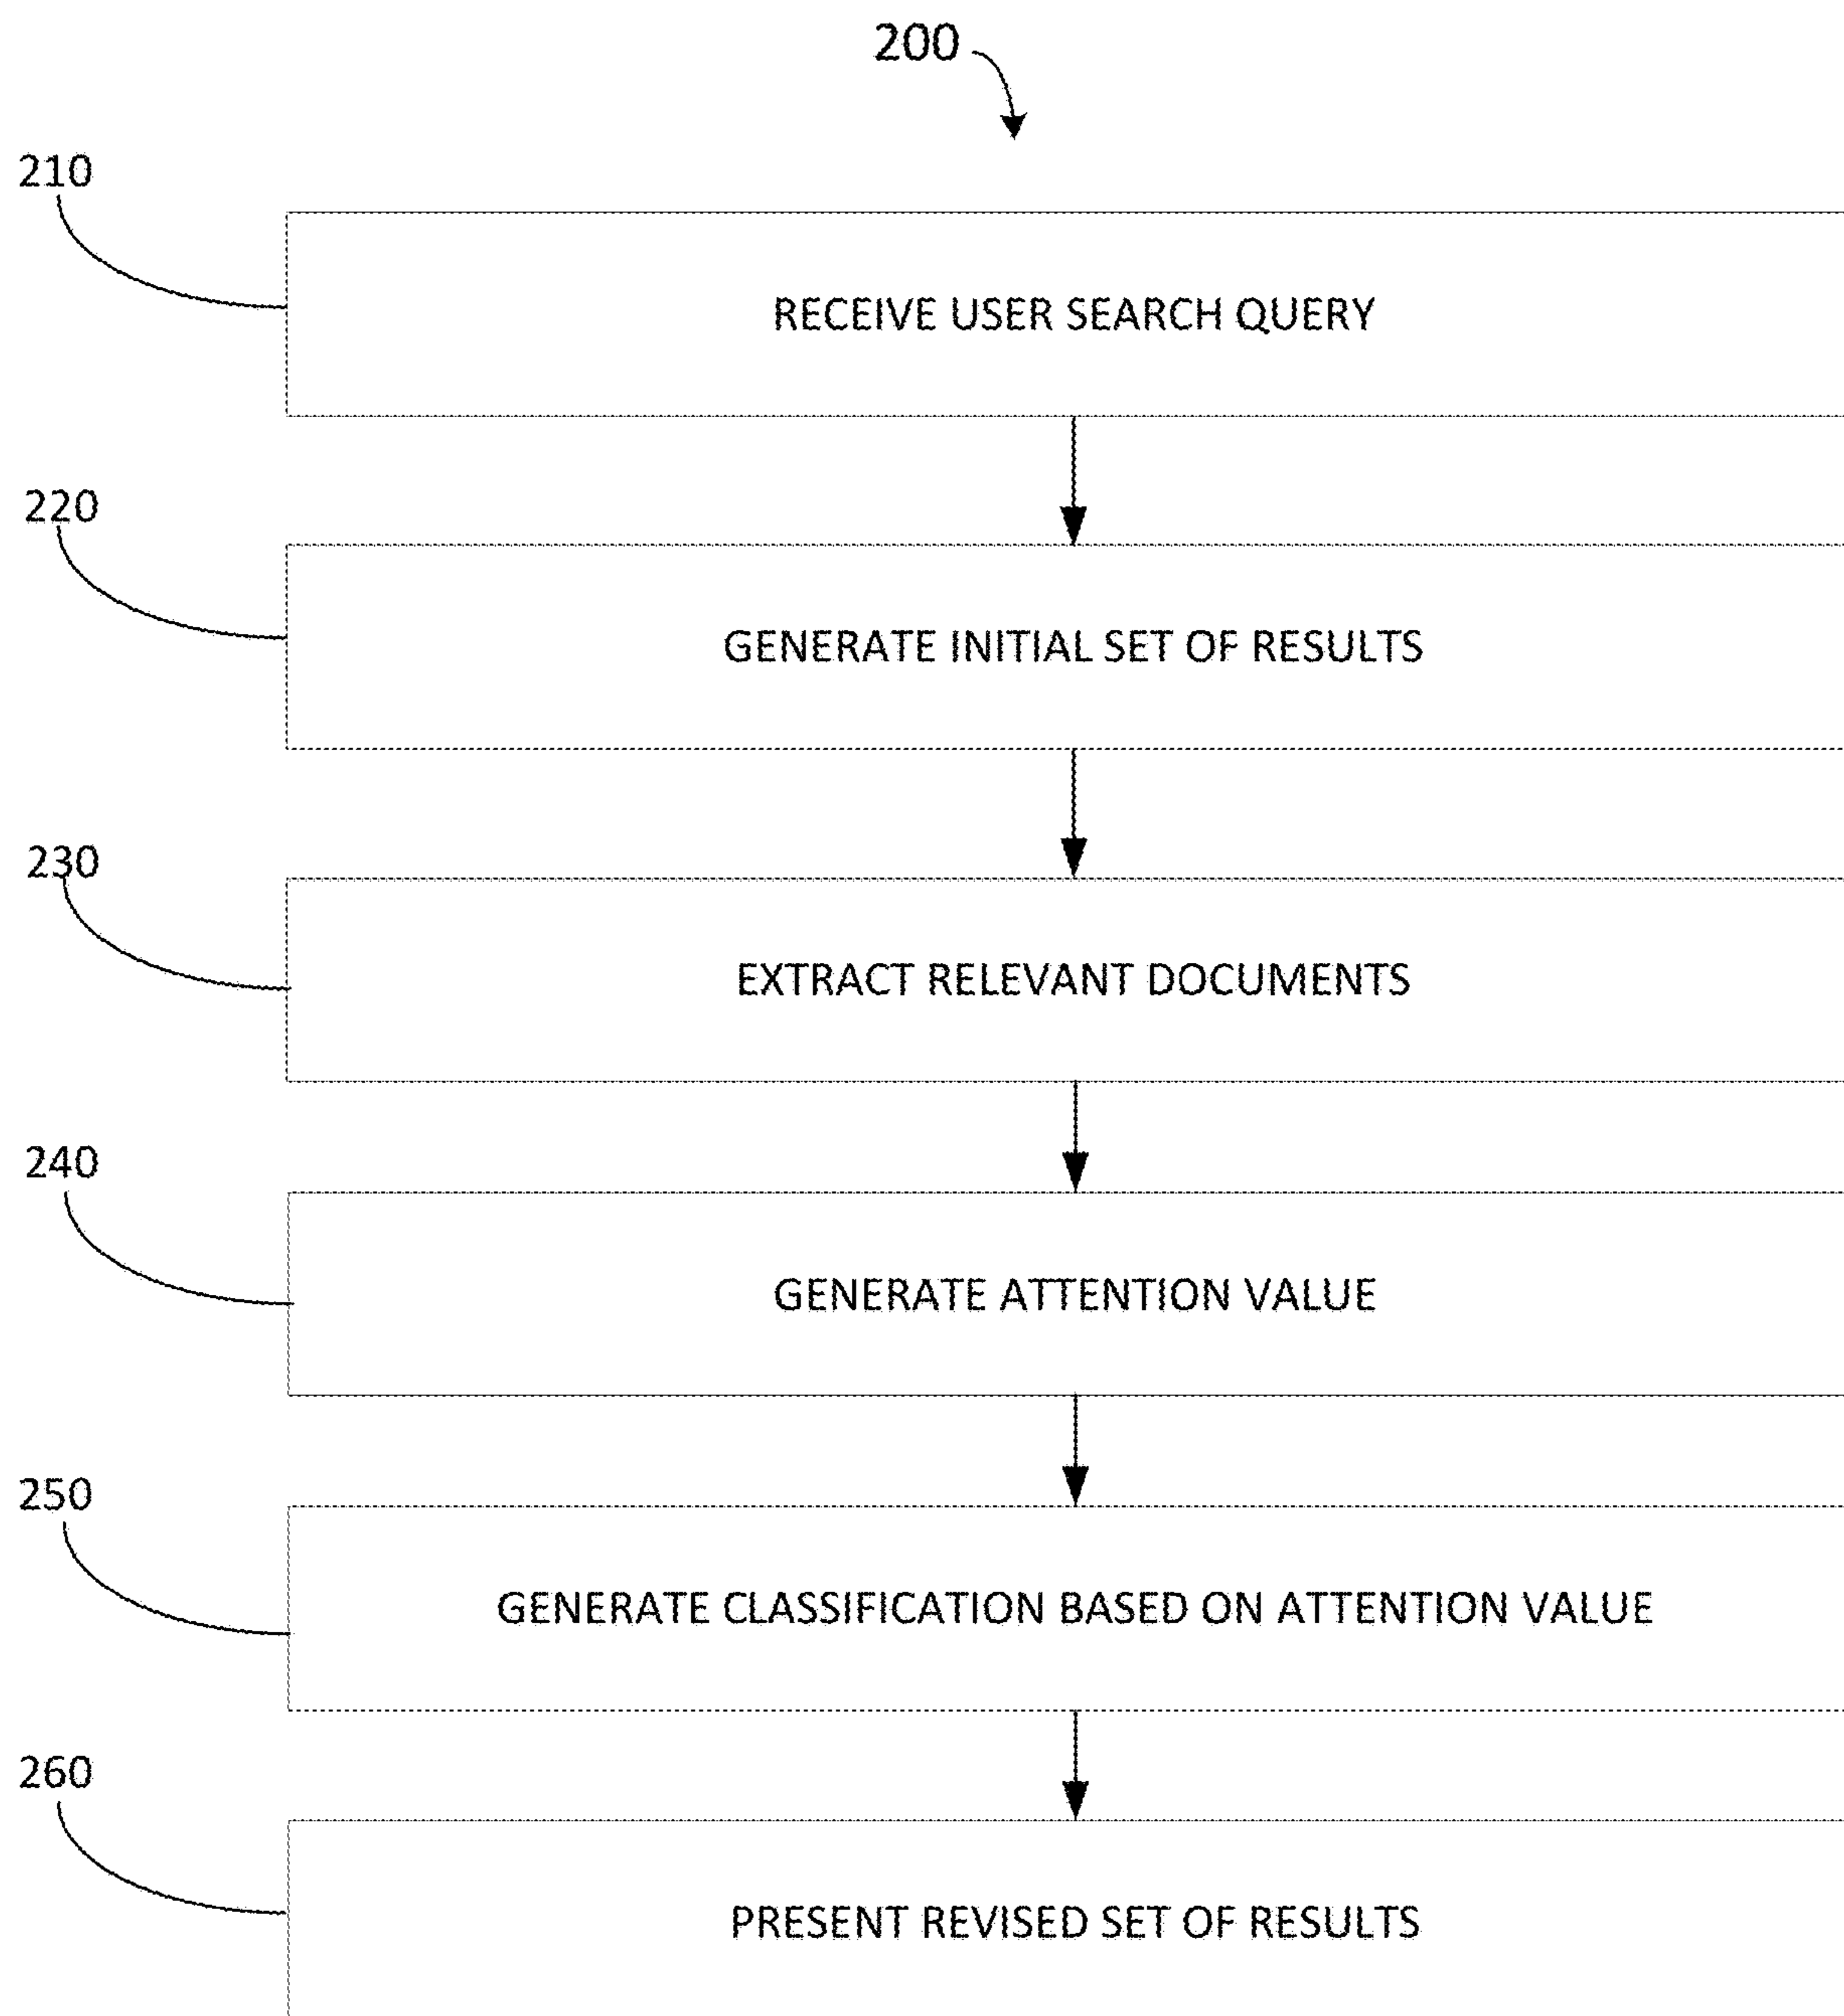 200
210
RECEIVE USER SEARCH QUERY
220
GENERATE INITIAL SET OF RESULTS
230
EXTRACT RELEVANT DOCUMENTS
240
GENERATE ATTENTION VALUE
250
GENERATE CLASSIFICATION BASED ON ATTENTION VALUE
260
PRESENT REVISED SET OF RESULTS